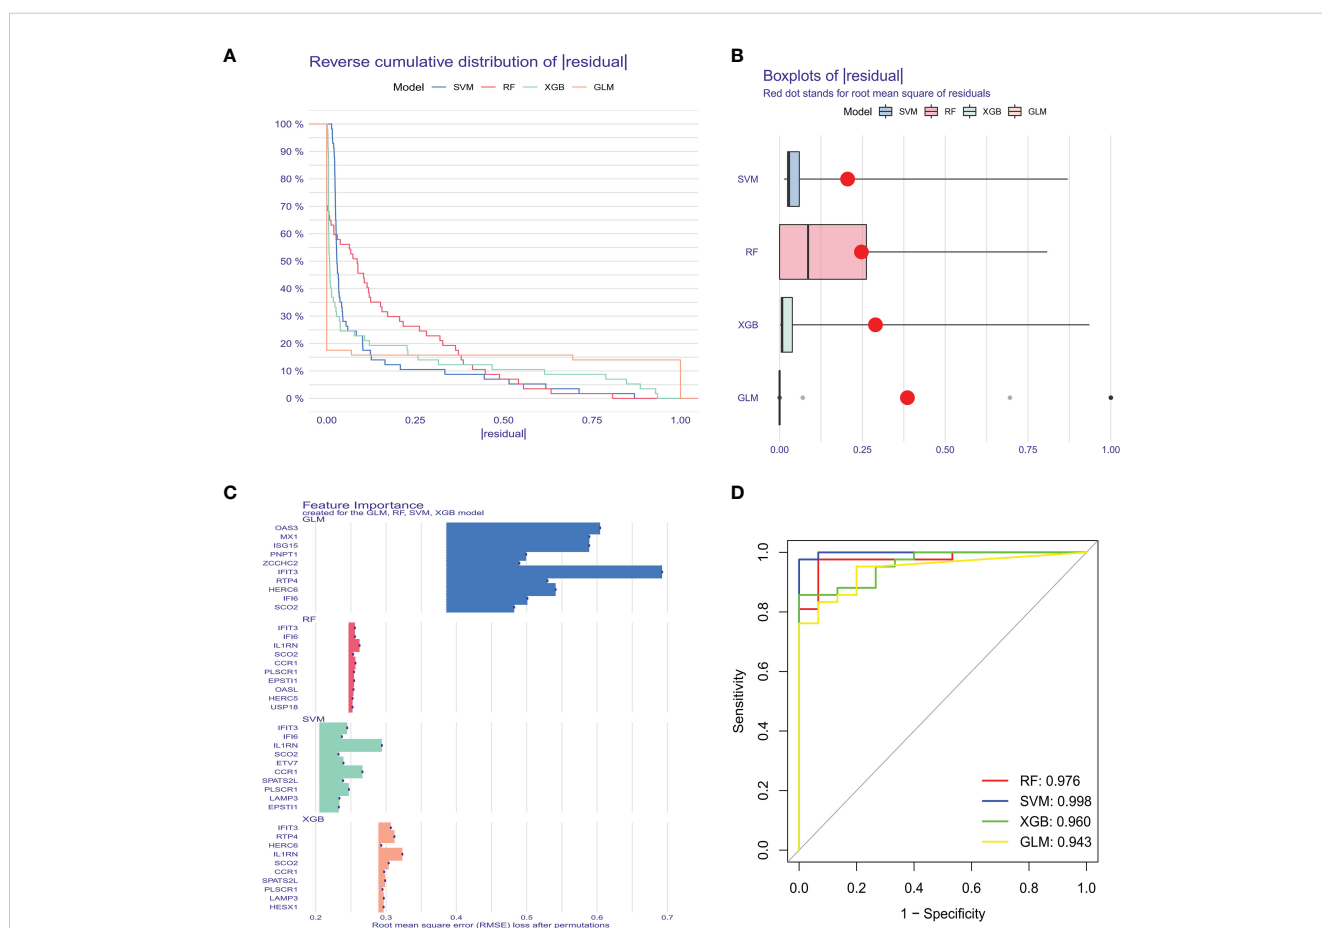 A
Reverse cumulative distribution of |residual|
Model SVM RF XGB GLM
100 %
90 %
80 %
70 %
60 %
50 %
40 %
30 %
20 %
10 %
0 %
0.00 0.25 0.50 0.75 1.00
|residual|
B
Boxplots of |residual|
Red dot stands for root mean square of residuals
Model SVM RF XGB GLM
SVM
RF
XGB
GLM
0.00 0.25 0.50 0.75 1.00
C
Feature Importance
created for the GLM, RF, SVM, XGB model
GLM
OAS3
MX1
ISG15
PNPT1
ZCCHC2
IFIT3
RTP4
HERC6
IFI6
SCO2
RF
IFIT3
IFI6
IL1RN
SCO2
CCR1
PLSCR1
EPSTI1
OASL
HERC5
USP18
SVM
IFIT3
IFI6
IL1RN
SCO2
ETV7
CCR1
SPATS2L
PLSCR1
LAMP3
EPSTI1
XGB
IFIT3
RTP4
HERC6
IL1RN
SCO2
CCR1
SPATS2L
PLSCR1
LAMP3
HESX1
0.2 0.3 0.4 0.5 0.6 0.7
Root mean square error (RMSE) loss after permutations
D
Sensitivity
1.0
0.8
0.6
0.4
0.2
0.0
RF: 0.976
SVM: 0.998
XGB: 0.960
GLM: 0.943
0.0 0.2 0.4 0.6 0.8 1.0
1 − Specificity